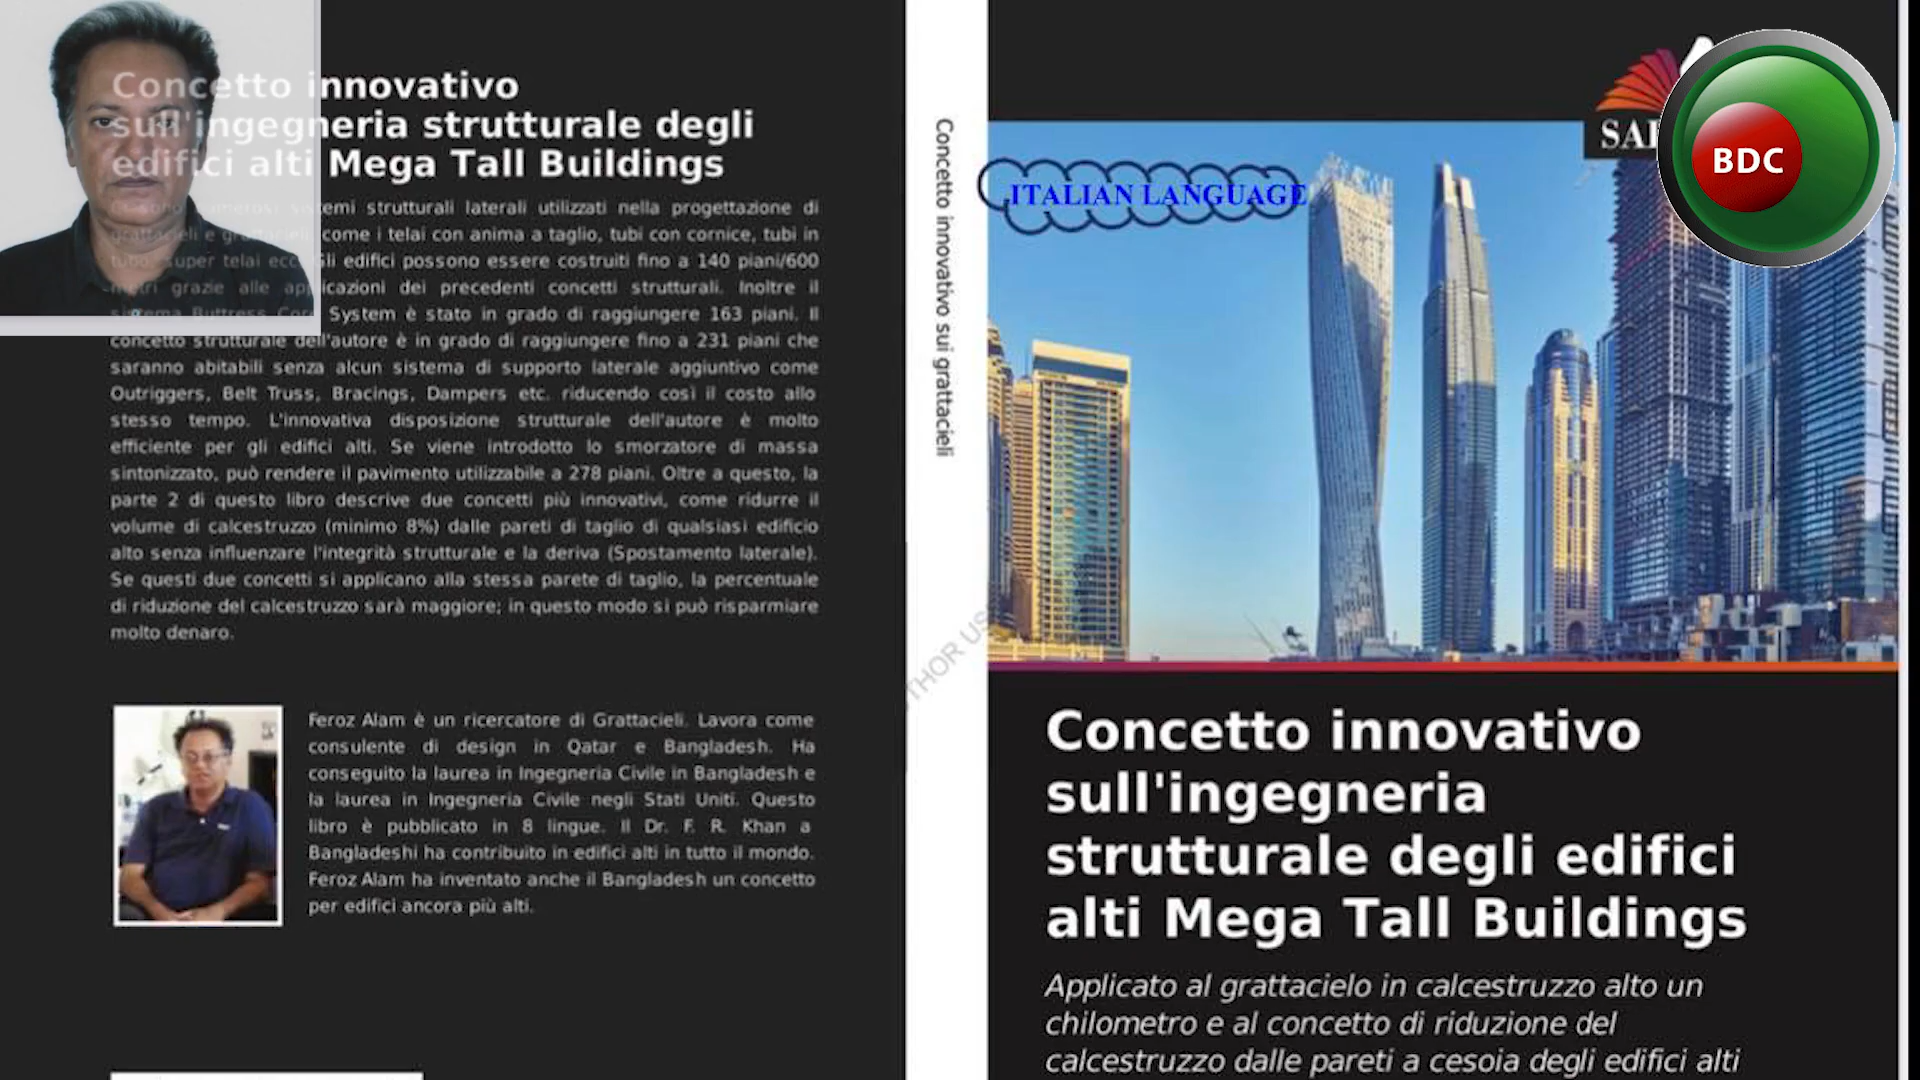 Concetto innovativo
sull'ingegneria strutturale degli
edifici alti Mega Tall Buildings
sono numerosi sistemi strutturali laterali utilizzati nella progettazione di
grattacieli e grattacieli, come i telai con anima a taglio, tubi con cornice, tubi in
tubo, super telai ecc. Gli edifici possono essere costruiti fino a 140 piani/600
metri grazie alle applicazioni dei precedenti concetti strutturali. Inoltre il
sistema Buttress Core System è stato in grado di raggiungere 163 piani. Il
concetto strutturale dell'autore è in grado di raggiungere fino a 231 piani che
saranno abitabili senza alcun sistema di supporto laterale aggiuntivo come
Outriggers, Belt Truss, Bracings, Dampers etc. riducendo così il costo allo
stesso tempo. L'innovativa disposizione strutturale dell'autore è molto
efficiente per gli edifici alti. Se viene introdotto lo smorzatore di massa
sintonizzato, può rendere il pavimento utilizzabile a 278 piani. Oltre a questo, la
parte 2 di questo libro descrive due concetti più innovativi, come ridurre il
volume di calcestruzzo (minimo 8%) dalle pareti di taglio di qualsiasi edificio
alto senza influenzare l'integrità strutturale e la deriva (Spostamento laterale).
Se questi due concetti si applicano alla stessa parete di taglio, la percentuale
di riduzione del calcestruzzo sarà maggiore; in questo modo si può risparmiare
molto denaro.
Feroz Alam è un ricercatore di Grattacieli. Lavora come
consulente di design in Qatar e Bangladesh. Ha
conseguito la laurea in Ingegneria Civile in Bangladesh e
la laurea in Ingegneria Civile negli Stati Uniti. Questo
libro è pubblicato in 8 lingue. Il Dr. F. R. Khan a
Bangladeshi ha contribuito in edifici alti in tutto il mondo.
Feroz Alam ha inventato anche il Bangladesh un concetto
per edifici ancora più alti.
Concetto innovativo sui grattacieli
THOR US
ITALIAN LANGUAGE
BDC
Concetto innovativo
sull'ingegneria
strutturale degli edifici
alti Mega Tall Buildings
Applicato al grattacielo in calcestruzzo alto un
chilometro e al concetto di riduzione del
calcestruzzo dalle pareti a cesoia degli edifici alti